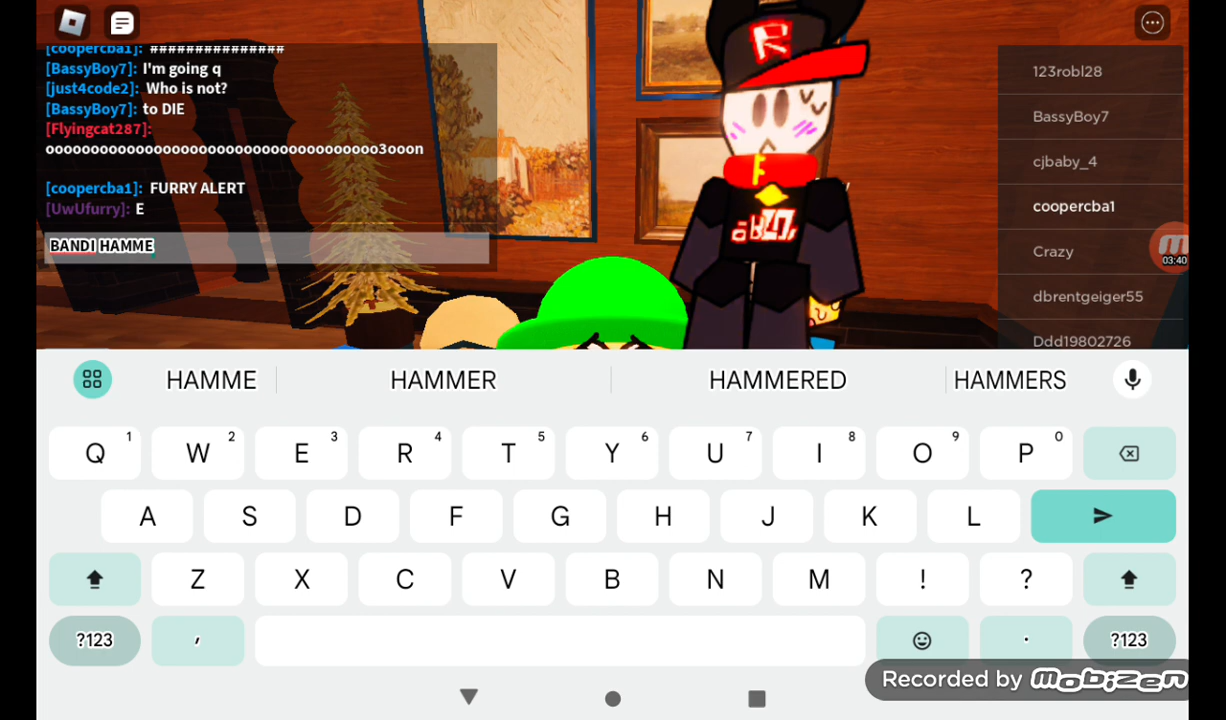 [coopercba1]: ###############
[BassyBoy7]: I'm going q
[just4code2]: Who is not?
[BassyBoy7]: to DIE
[Flyingcat287]:
ooooooooooooooooooooooooooooooooooooo3ooon
[coopercba1]: FURRY ALERT
[UwUfurry]: E
BANDI HAMME
R
123robl28
BassyBoy7
cjbaby_4
coopercba1
Crazy
dbrentgeiger55
Ddd19802726
03:40
HAMME HAMMER HAMMERED HAMMERS
Q 1 W 2 E 3 R 4 T 5 Y 6 U 7 I 8 O 9 P 0
A S D F G H J K L
Z X C V B N M ! ?
?123 , . ?123
Recorded by mobizen